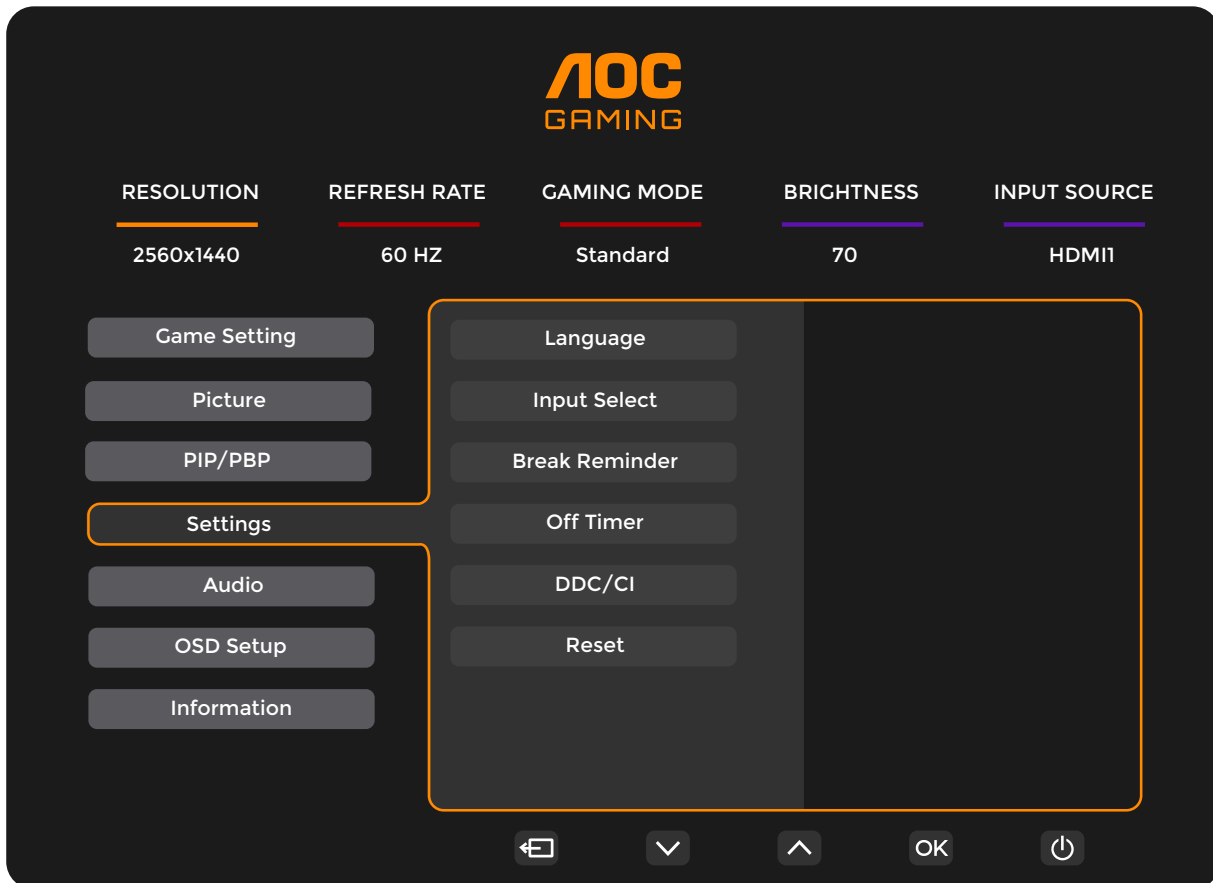 AOC
GAMING
RESOLUTION REFRESH RATE GAMING MODE BRIGHTNESS INPUT SOURCE
2560x1440 60 HZ Standard 70 HDMI1
Game Setting
Picture
PIP/PBP
Settings
Audio
OSD Setup
Information
Language
Input Select
Break Reminder
Off Timer
DDC/CI
Reset
OK